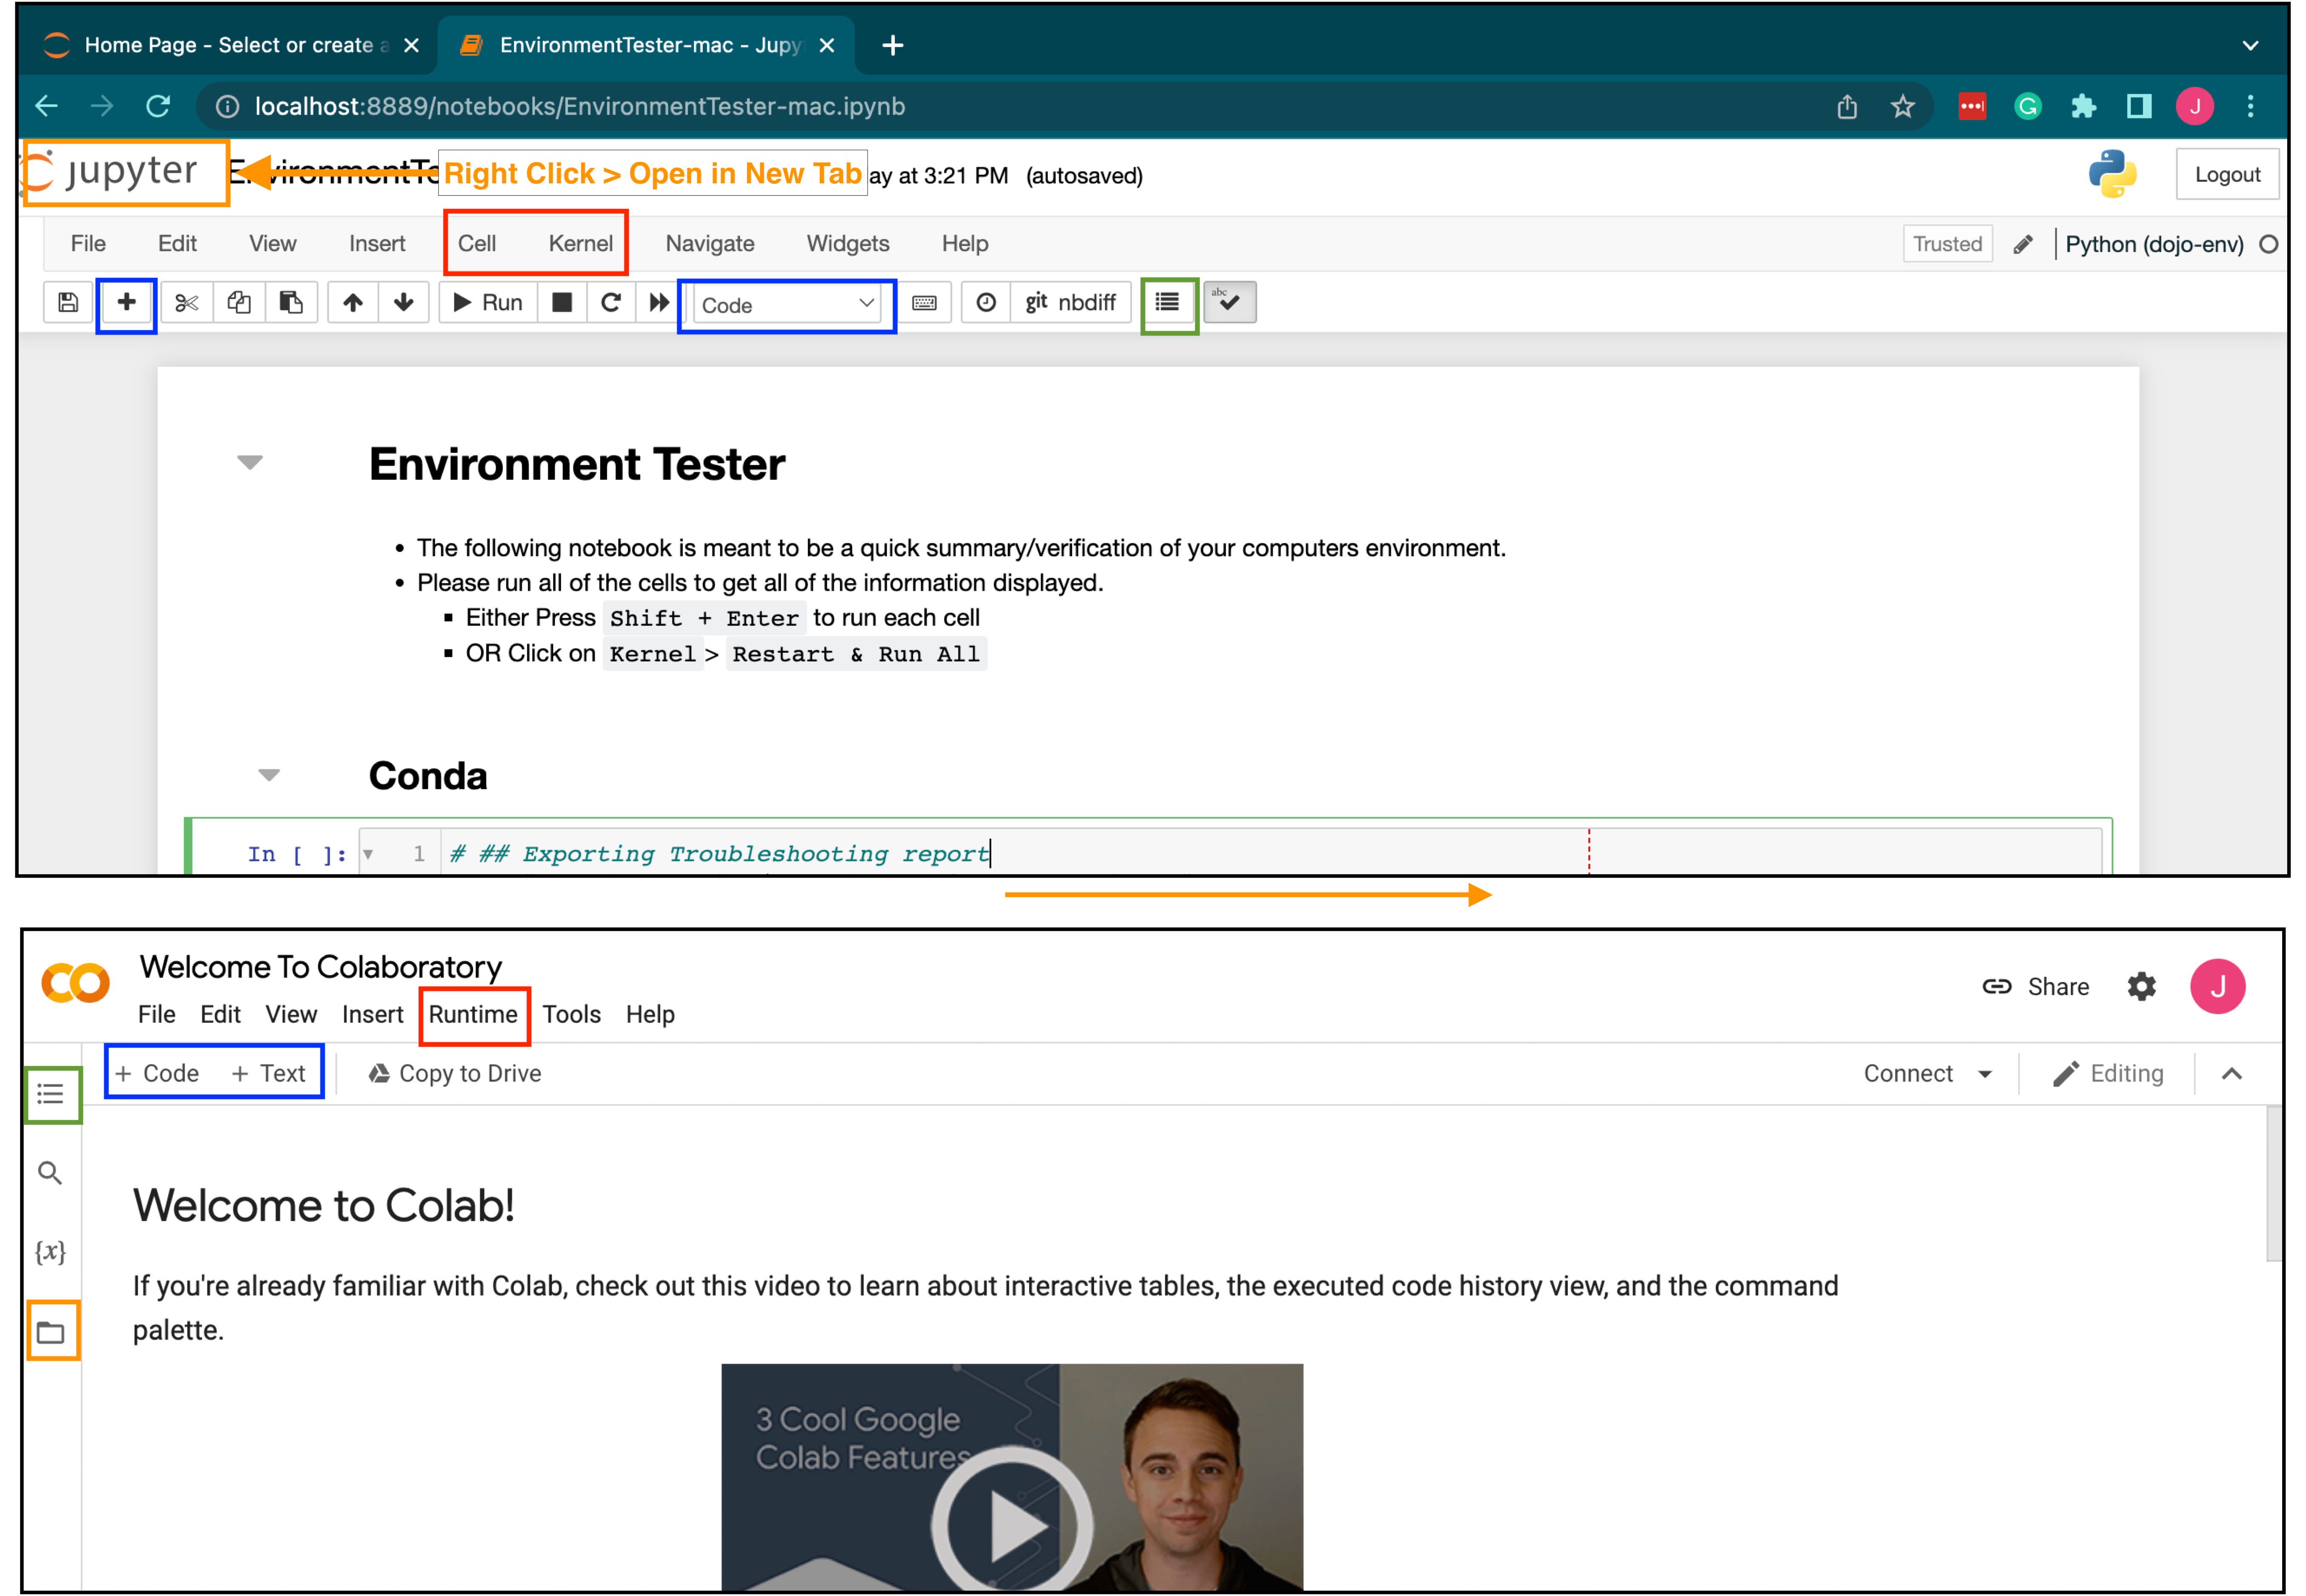 Home Page - Select or create a
EnvironmentTester-mac - Jupy
localhost:8889/notebooks/EnvironmentTester-mac.ipynb
J
jupyter
Right Click > Open in New Tab
ay at 3:21 PM (autosaved)
Logout
File Edit View Insert Cell Kernel Navigate Widgets Help
Trusted
Python (dojo-env)
Run
Code
git nbdiff
abc
Environment Tester
• The following notebook is meant to be a quick summary/verification of your computers environment.
• Please run all of the cells to get all of the information displayed.
▪ Either Press Shift + Enter to run each cell
▪ OR Click on Kernel > Restart & Run All
Conda
In [ ]: 1 # ## Exporting Troubleshooting report
Welcome To Colaboratory
File Edit View Insert Runtime Tools Help
Share
J
+ Code + Text
Copy to Drive
Connect
Editing
{x}
Welcome to Colab!
If you're already familiar with Colab, check out this video to learn about interactive tables, the executed code history view, and the command
palette.
3 Cool Google
Colab Features